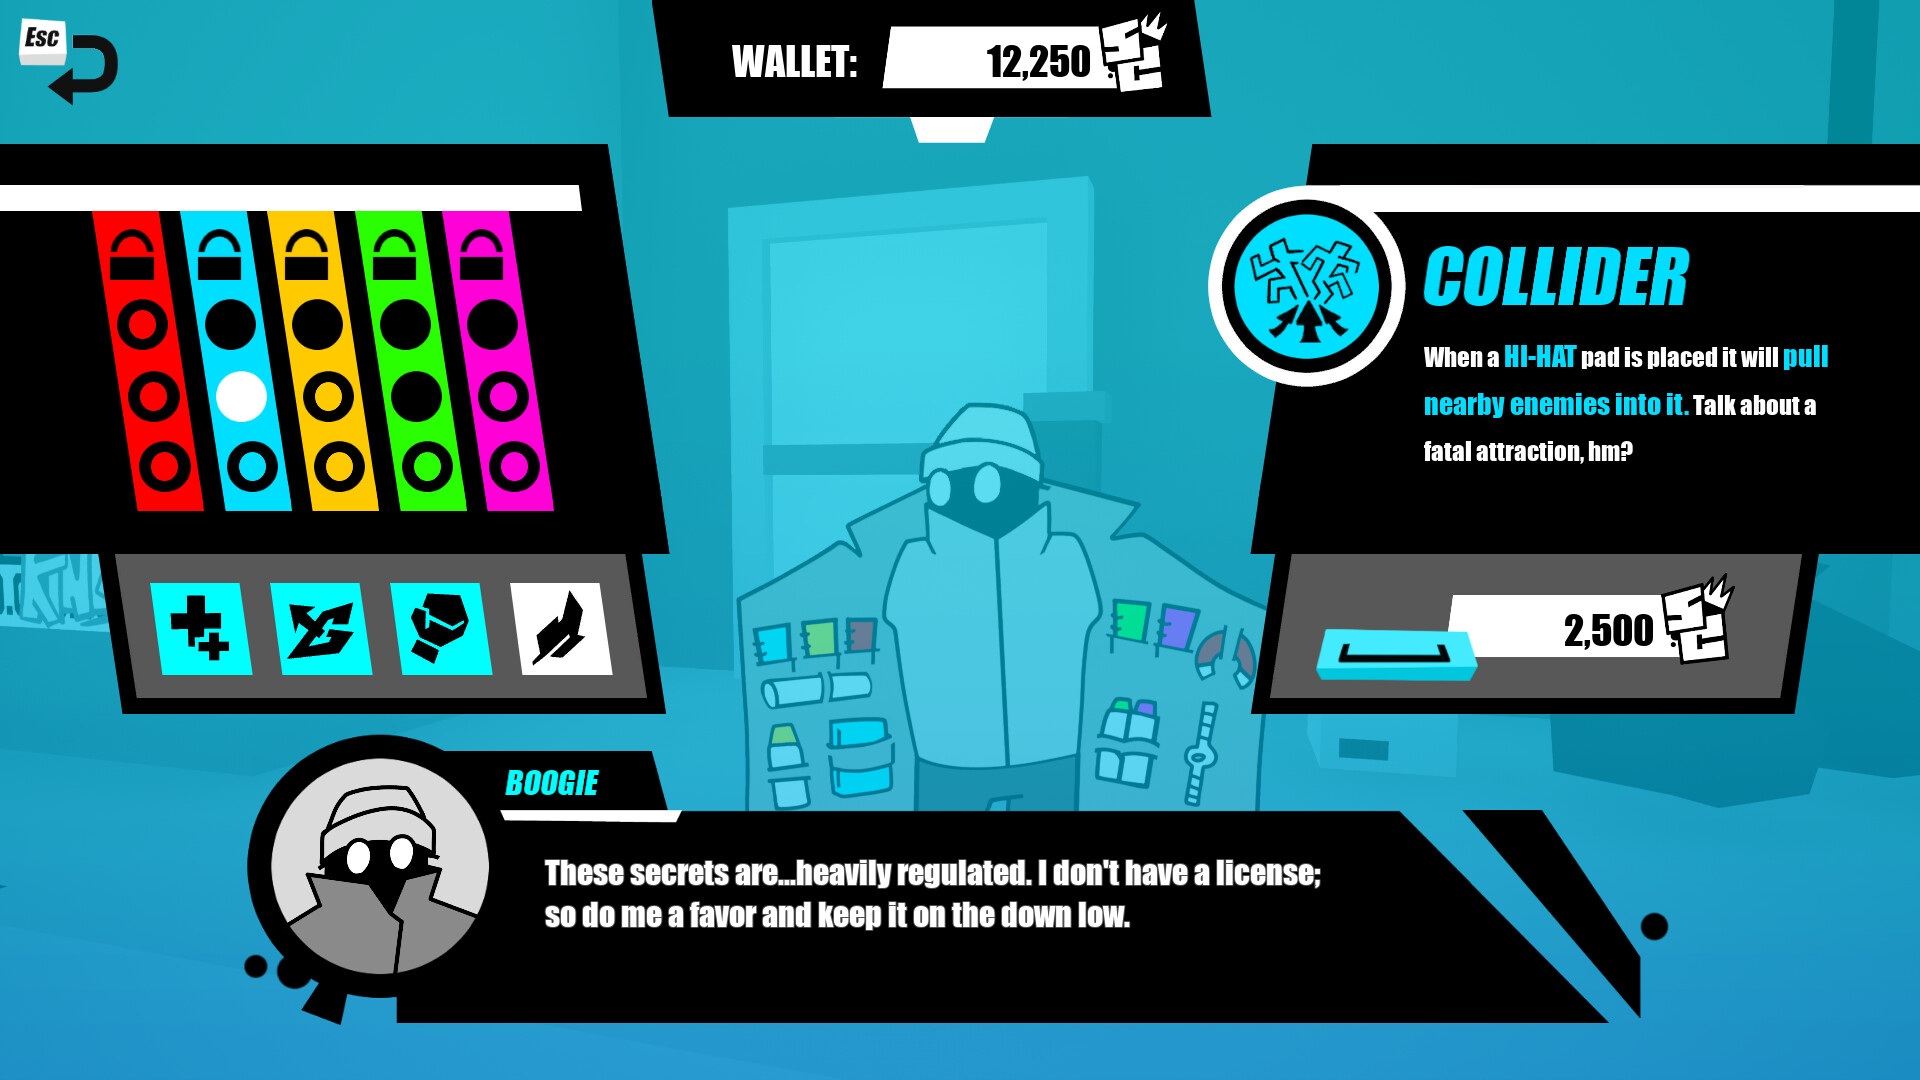 Esc
WALLET: 12,250
COLLIDER
When a HI-HAT pad is placed it will pull
nearby enemies into it. Talk about a
fatal attraction, hm?
2,500
BOOGIE
These secrets are...heavily regulated. I don't have a license;
so do me a favor and keep it on the down low.